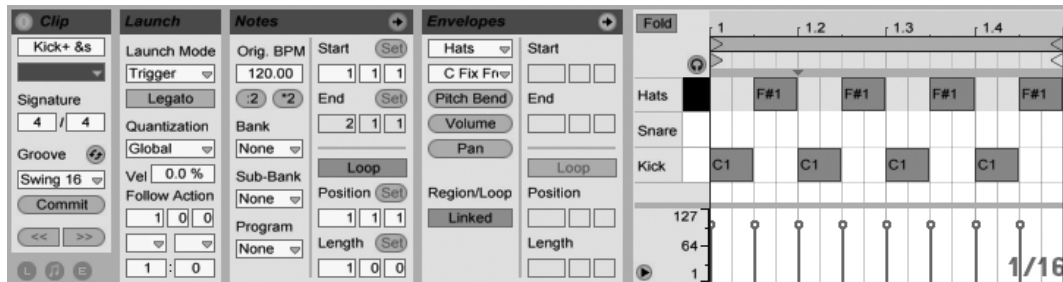 Clip
Kick+ &s
Signature
4 / 4
Groove
Swing 16
Commit
<< >>
L E
Launch
Launch Mode
Trigger
Legato
Quantization
Global
Vel 0.0 %
Follow Action
1 0 0
1 : 0
Notes
Orig. BPM
120.00
:2 *2
Bank
None
Sub-Bank
None
Program
None
Start Set
1 1 1
End Set
2 1 1
Loop
Position Set
1 1 1
Length Set
1 0 0
Envelopes
Hats
C Fix Fre
Pitch Bend
Volume
Pan
Region/Loop
Linked
Start
End
Loop
Position
Length
Fold
1 1.2 1.3 1.4
Hats F#1 F#1 F#1 F#1
Snare
Kick C1 C1 C1 C1
127
64
1
1/16